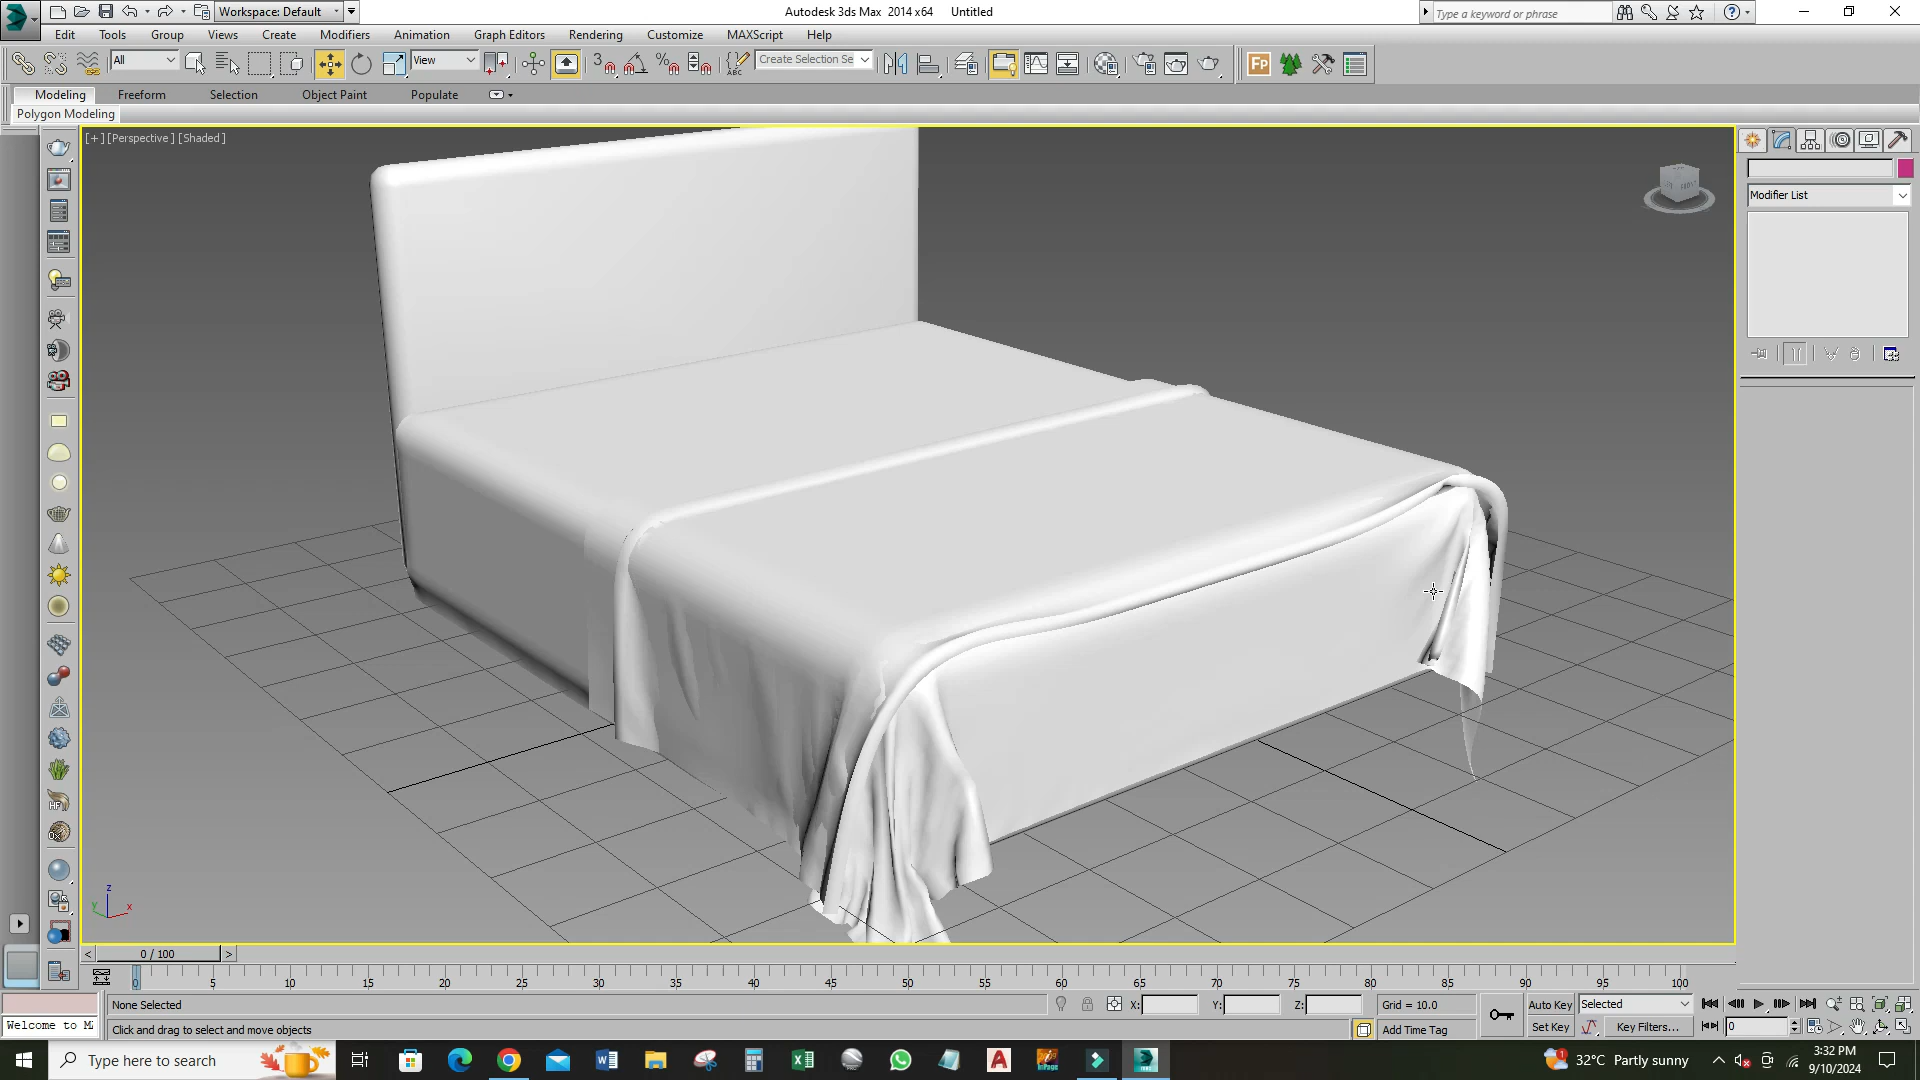 Workspace: Default
Autodesk 3ds Max 2014 x64 Untitled
Type a keyword or phrase
Edit Tools Group Views Create Modifiers Animation Graph Editors Rendering Customize MAXScript Help
All
View
3
ABC
Create Selection Se
Fp
Modeling Freeform Selection Object Paint Populate
Polygon Modeling
[+] [Perspective] [Shaded]
Modifier List
HF
z
y x
< 0 / 100 >
0 5 10 15 20 25 30 35 40 45 50 55 60 65 70 75 80 85 90 95 100
None Selected X: Y: Z: Grid = 10.0 Auto Key Selected
Welcome to M
Click and drag to select and move objects Add Time Tag Set Key Key Filters... 0
Type here to search 32°C Partly sunny 3:32 PM
9/10/2024